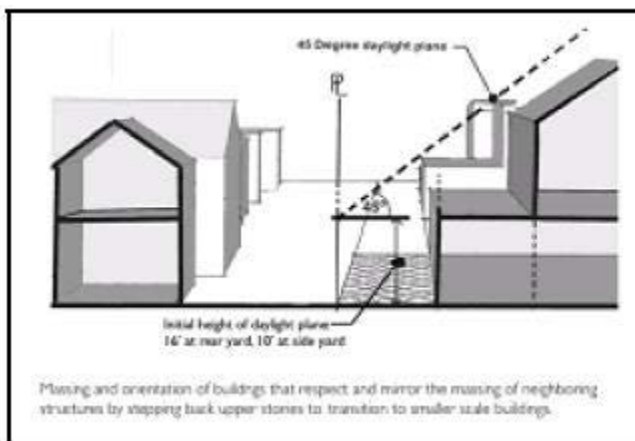 45 Degree daylight plane
PL
45°
Initial height of daylight plane:
16' at rear yard, 10' at side yard
Massing and orientation of buildings that respect and mirror the massing of neighboring
structures by stepping back upper stories to transition to smaller scale buildings.